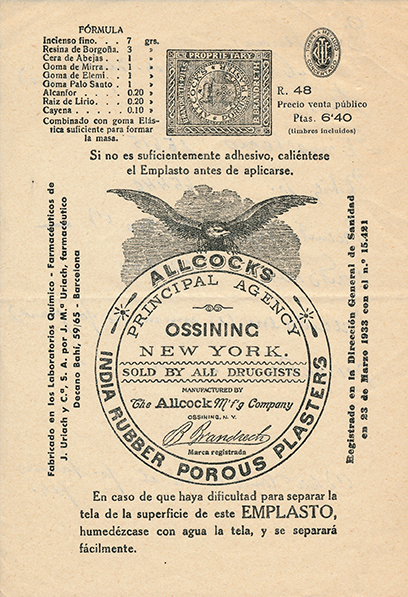 FÓRMULA
Incienso fino. . . 7 grs.
Resina de Borgoña. 3 »
Cera de Abejas. . 1 »
Goma de Mirra. . 1 »
Goma de Elemi . 1 »
Goma Palo Santo . 1 »
Alcanfor. . . . 0.20 »
Raiz de Lirio. . . 0.20 »
Cayena . . . . 0.10 »
Combinado con goma Elás-
tica suficiente para formar
la masa.
PROPRIETARY
ALLCOCK'S
B. BRANDRETH
R. 48
Precio venta público
Ptas. 6'40
(timbres incluidos)
Si no es suficientemente adhesivo, caliéntese
el Emplasto antes de aplicarse.
Fabricado en los Laboratorios Químico - Farmacéuticos de
J. Uriach y C.ª, S. A. por J. M.ª Uriach, farmacéutico
Decano Bahí, 59/65 - Barcelona
ALLCOCKS
PRINCIPAL AGENCY
OSSINING
NEW YORK.
SOLD BY ALL DRUGGISTS
MANUFACTURED BY
The Allcock M'f'g Company
OSSINING, N. Y.
B. Brandreth
Marca registrada
INDIA RUBBER POROUS PLASTERS
Registrado en la Dirección General de Sanidad
en 23 de Marzo 1933 con el n.º 15.421
En caso de que haya dificultad para separar la
tela de la superficie de este EMPLASTO,
humedézcase con agua la tela, y se separará
fácilmente.